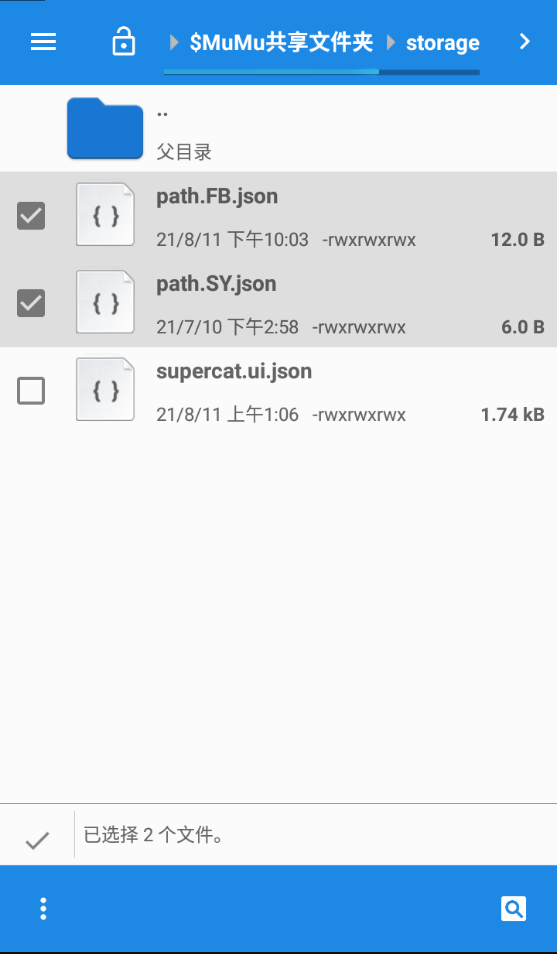 $MuMu共享文件夹 storage
..
父目录
path.FB.json
21/8/11 下午10:03 -rwxrwxrwx 12.0 B
path.SY.json
21/7/10 下午2:58 -rwxrwxrwx 6.0 B
supercat.ui.json
21/8/11 上午1:06 -rwxrwxrwx 1.74 kB
已选择 2 个文件。